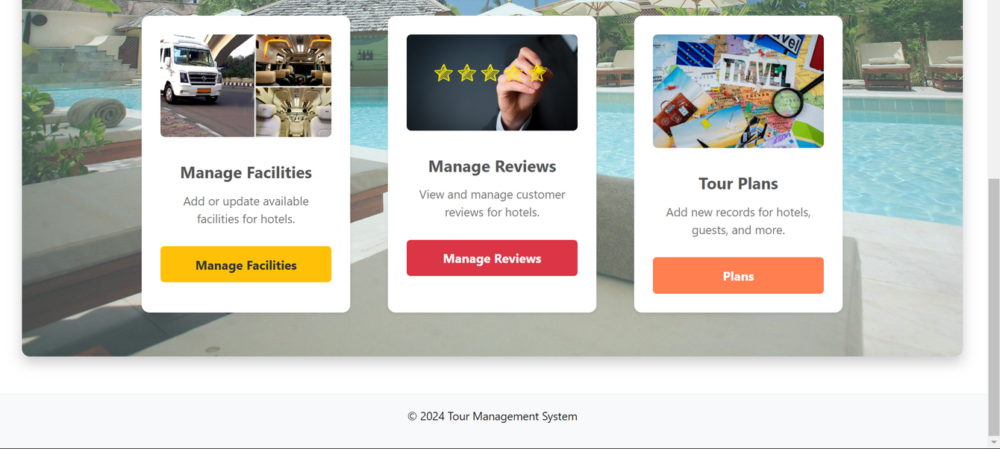 Manage Facilities
Add or update available
facilities for hotels.
Manage Facilities
Manage Reviews
View and manage customer
reviews for hotels.
Manage Reviews
TRAVEL
Tour Plans
Add new records for hotels,
guests, and more.
Plans
© 2024 Tour Management System